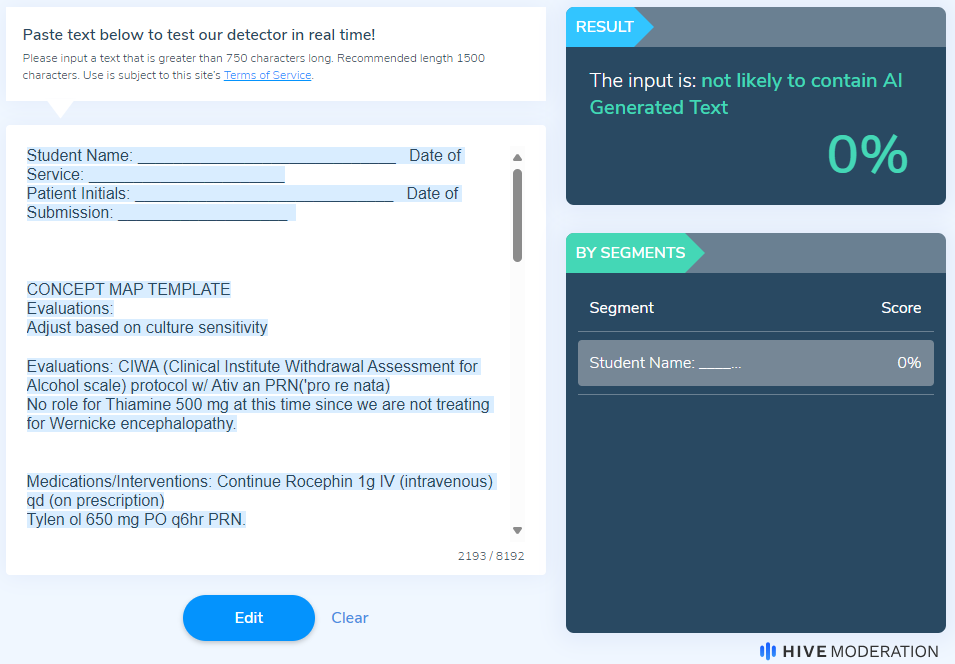 Paste text below to test our detector in real time!
Please input a text that is greater than 750 characters long. Recommended length 1500
characters. Use is subject to this site's Terms of Service.
Student Name: _____________________________ Date of
Service: ______________________
Patient Initials: _____________________________ Date of
Submission: ___________________
CONCEPT MAP TEMPLATE
Evaluations:
Adjust based on culture sensitivity
Evaluations: CIWA (Clinical Institute Withdrawal Assessment for
Alcohol scale) protocol w/ Ativ an PRN('pro re nata)
No role for Thiamine 500 mg at this time since we are not treating
for Wernicke encephalopathy.
Medications/Interventions: Continue Rocephin 1g IV (intravenous)
qd (on prescription)
Tylen ol 650 mg PO q6hr PRN.
2193 / 8192
Edit
Clear
RESULT
The input is: not likely to contain AI
Generated Text
0%
BY SEGMENTS
Segment Score
Student Name: ____... 0%
HIVE MODERATION